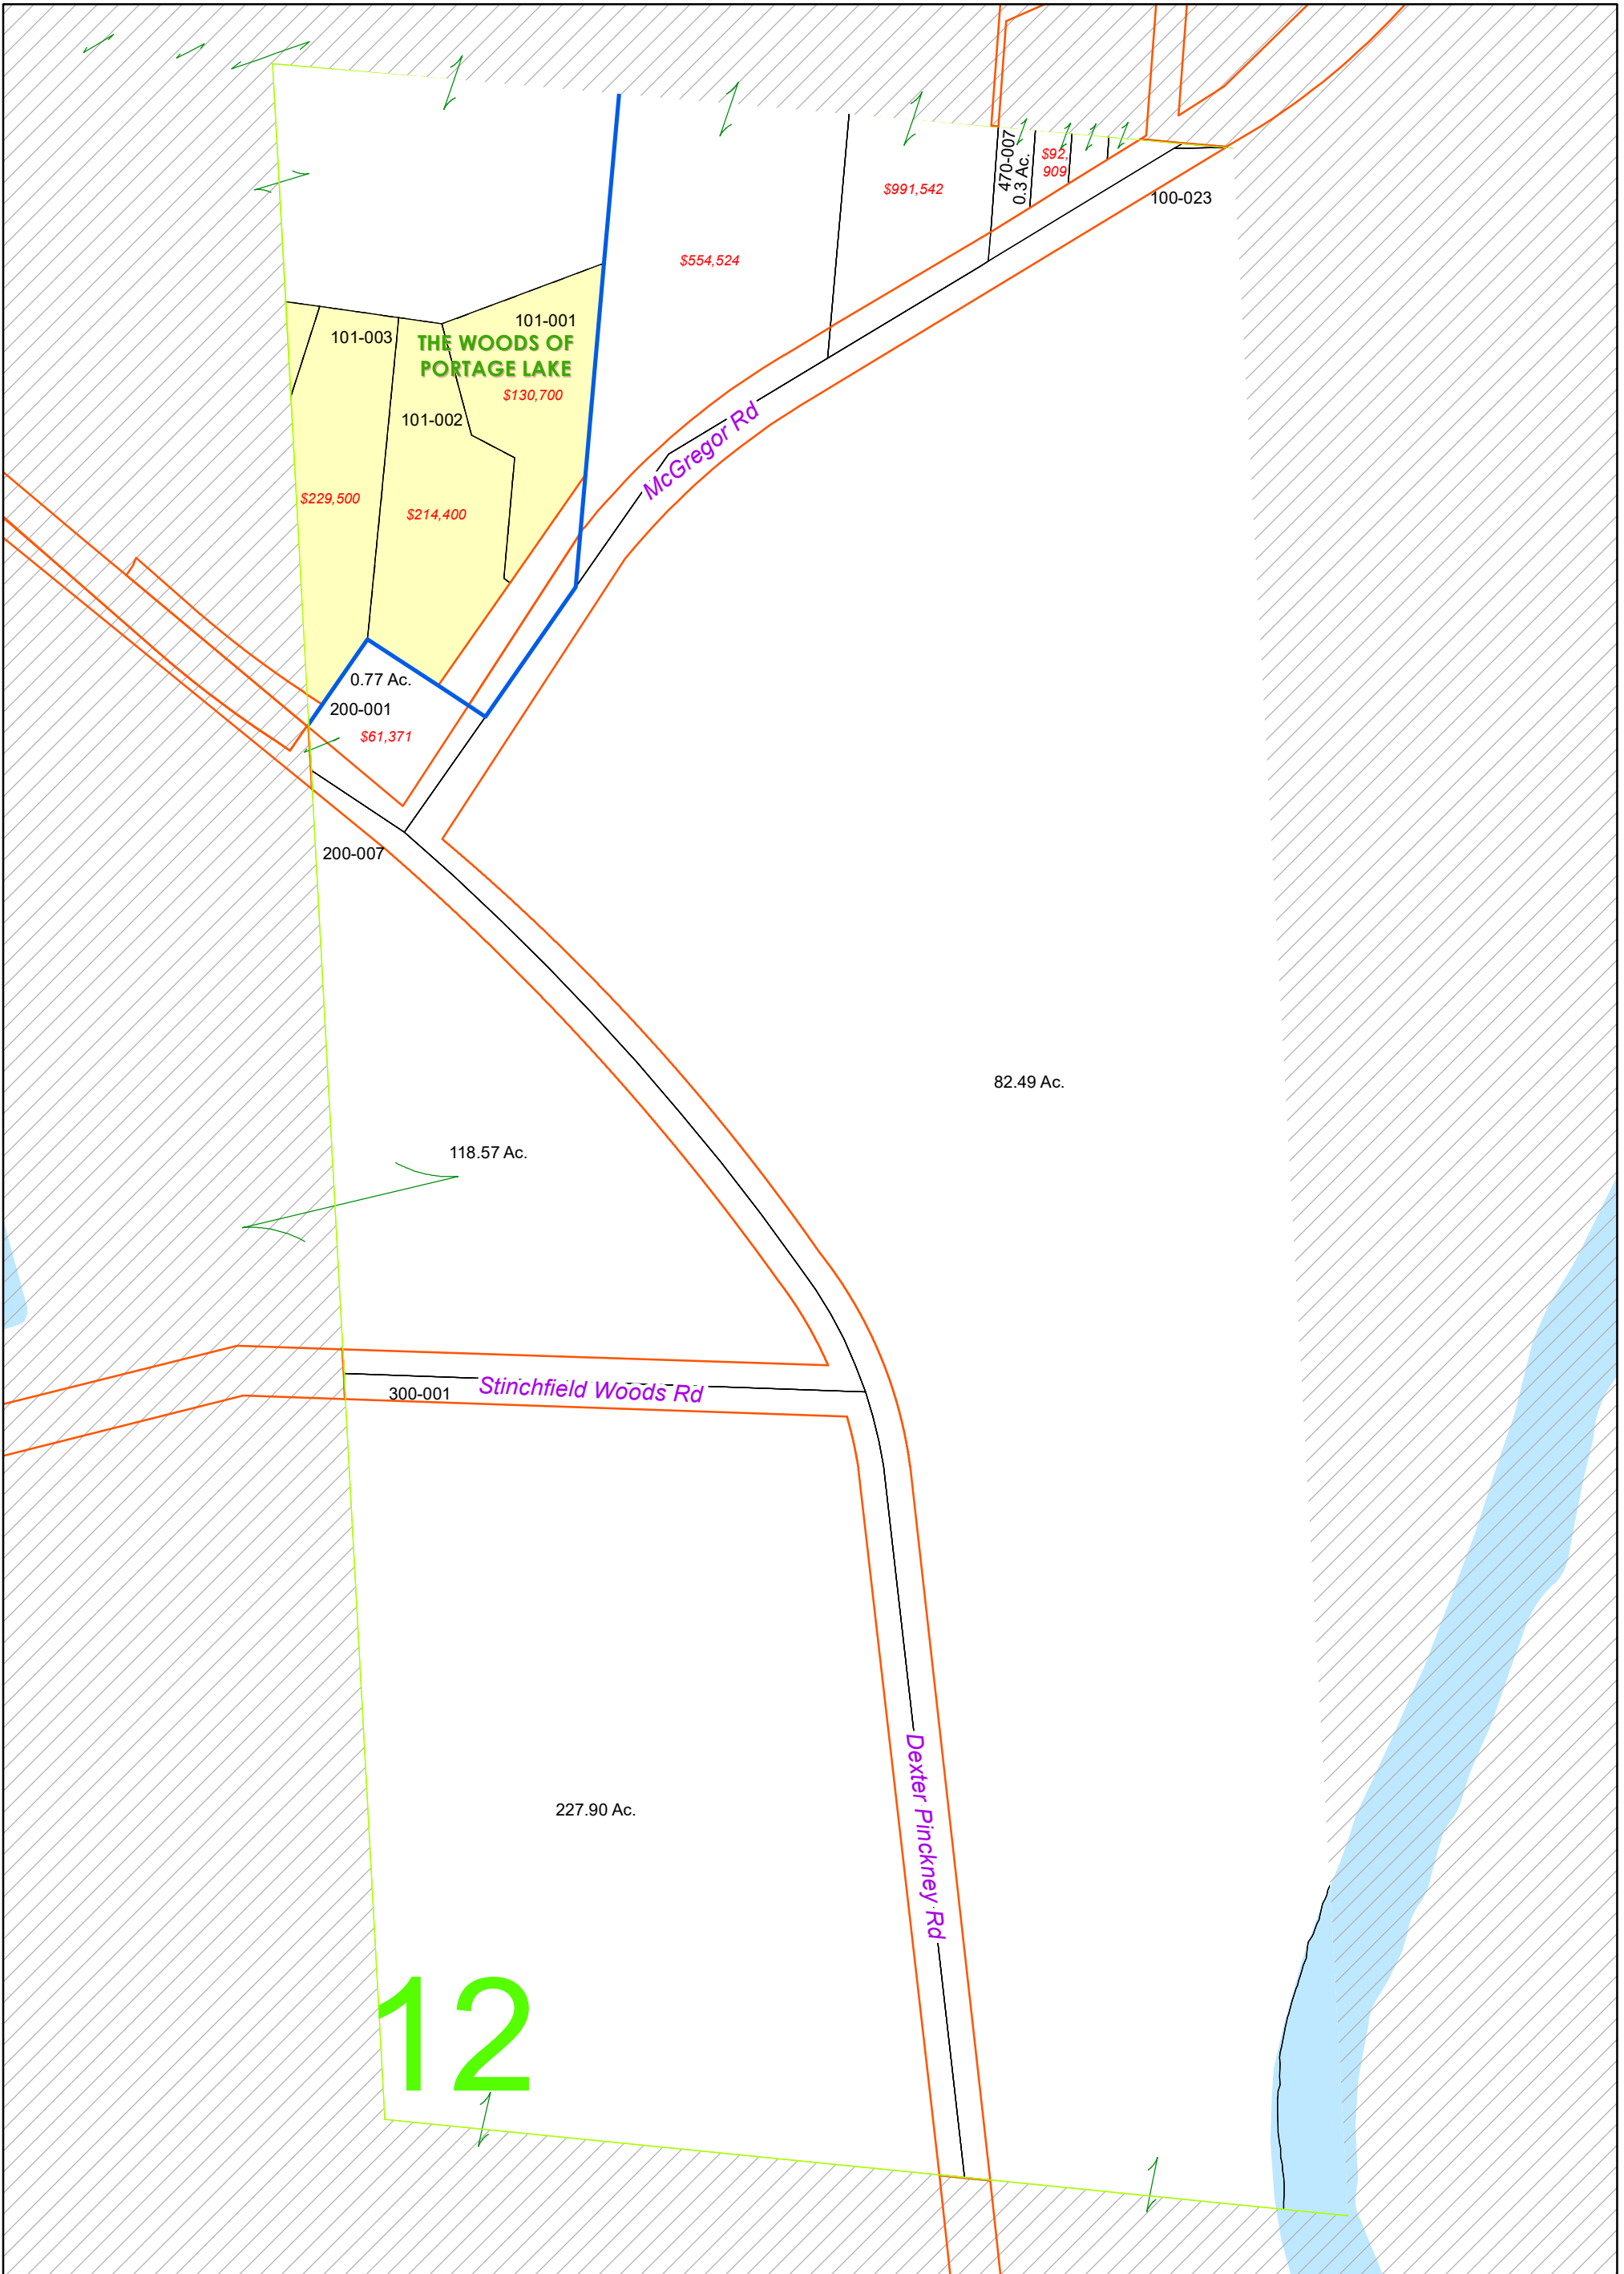 470-007
0.3 Ac.
$92,
909
$991,542
100-023
$554,524
101-001
101-003
THE WOODS OF
PORTAGE LAKE
$130,700
101-002
McGregor Rd
$229,500
$214,400
0.77 Ac.
200-001
$61,371
200-007
82.49 Ac.
118.57 Ac.
Stinchfield Woods Rd
300-001
227.90 Ac.
Dexter Pinckney Rd
12